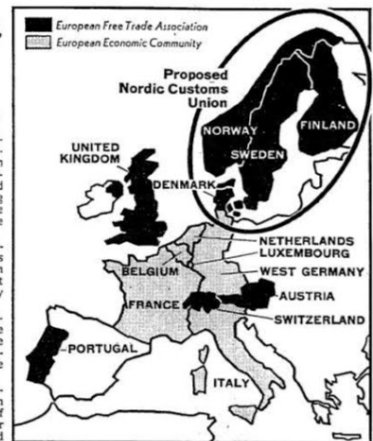 European Free Trade Association
European Economic Community
Proposed
Nordic Customs
Union
NORWAY
FINLAND
SWEDEN
UNITED
KINGDOM
DENMARK
NETHERLANDS
LUXEMBOURG
BELGIUM
WEST GERMANY
FRANCE
AUSTRIA
SWITZERLAND
PORTUGAL
ITALY